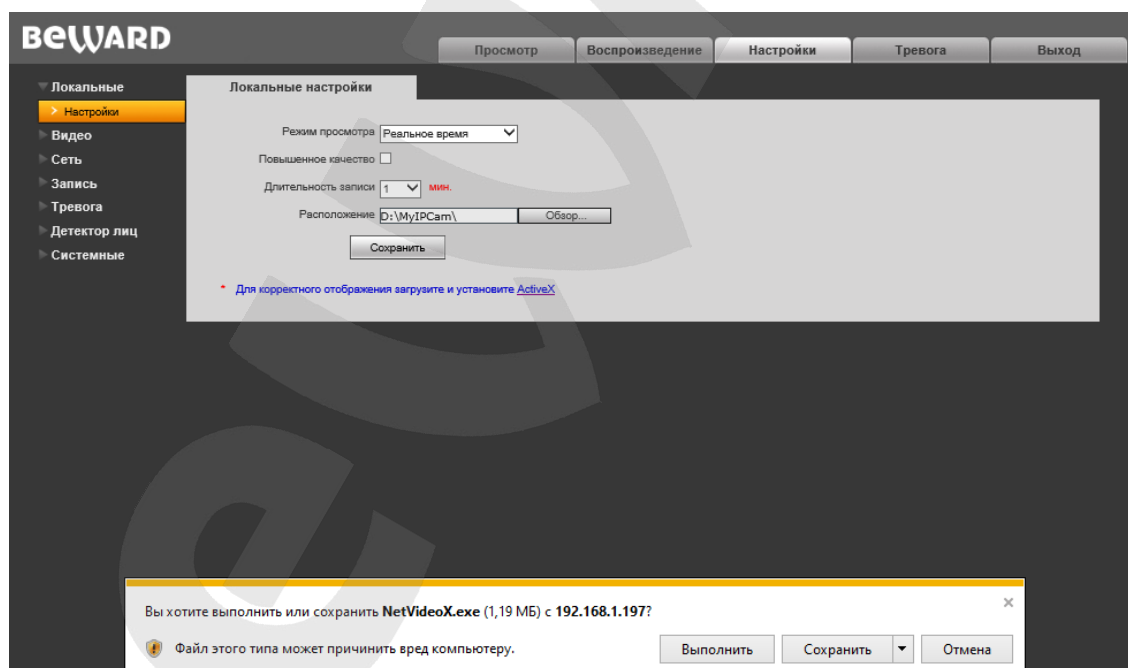 BEWARD
Просмотр Воспроизведение Настройки Тревога Выход
Локальные
Настройки
Видео
Сеть
Запись
Тревога
Детектор лиц
Системные
Локальные настройки
Режим просмотра Реальное время
Повышенное качество
Длительность записи 1 мин.
Расположение D:\MyIPCam\ Обзор...
Сохранить
* Для корректного отображения загрузите и установите ActiveX
Вы хотите выполнить или сохранить NetVideoX.exe (1,19 МБ) с 192.168.1.197?
Файл этого типа может причинить вред компьютеру. Выполнить Сохранить Отмена